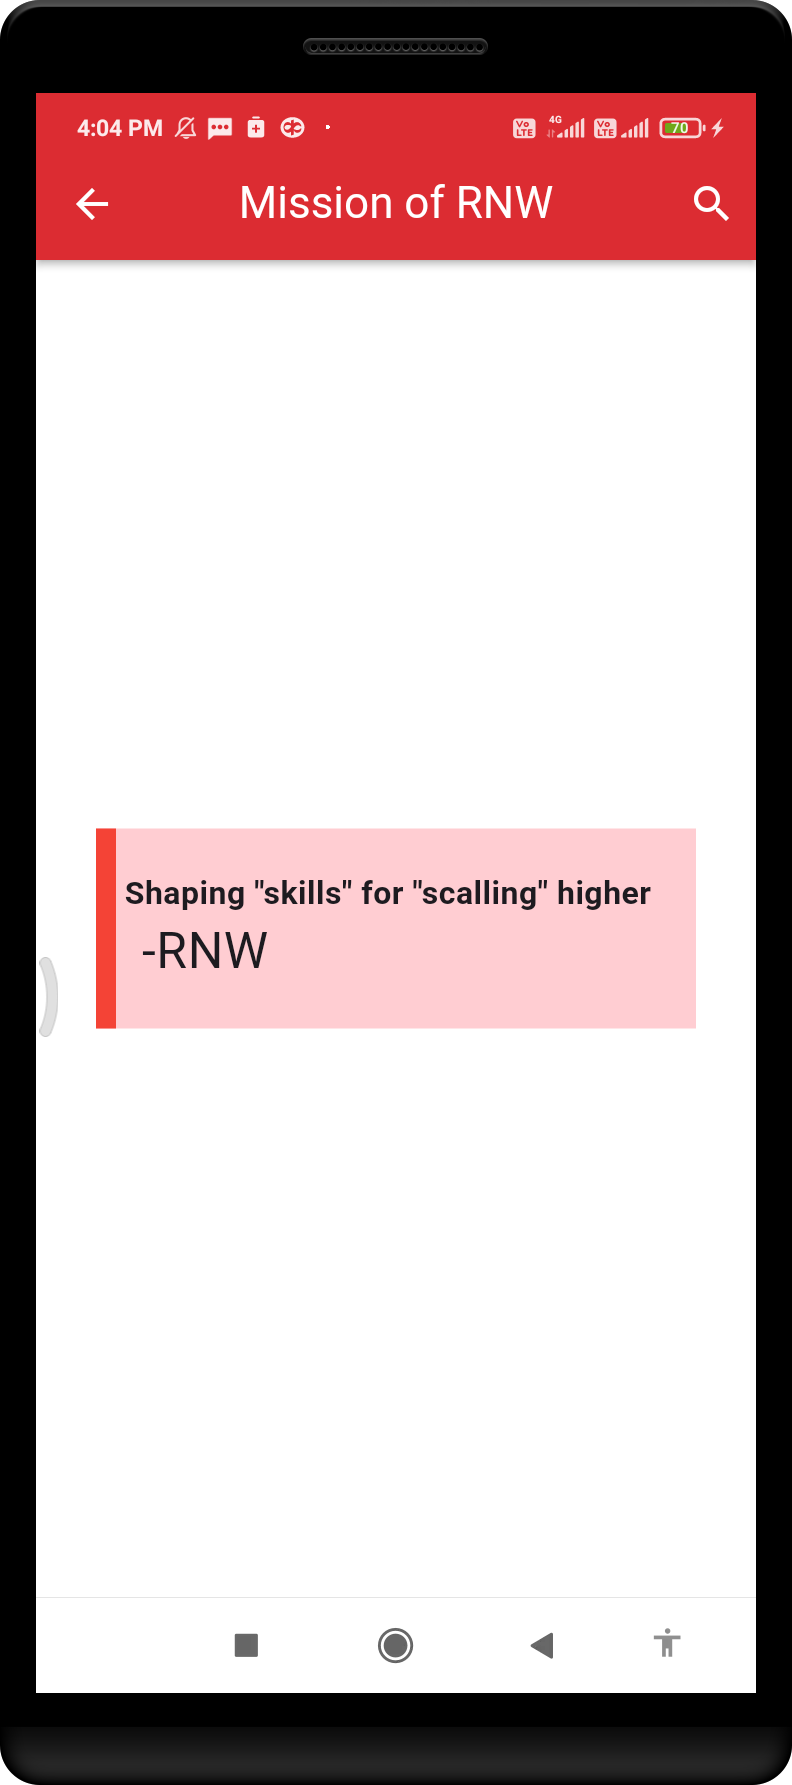 4:04 PM
Vo LTE 4G Vo LTE 70
Mission of RNW
Shaping "skills" for "scalling" higher
-RNW